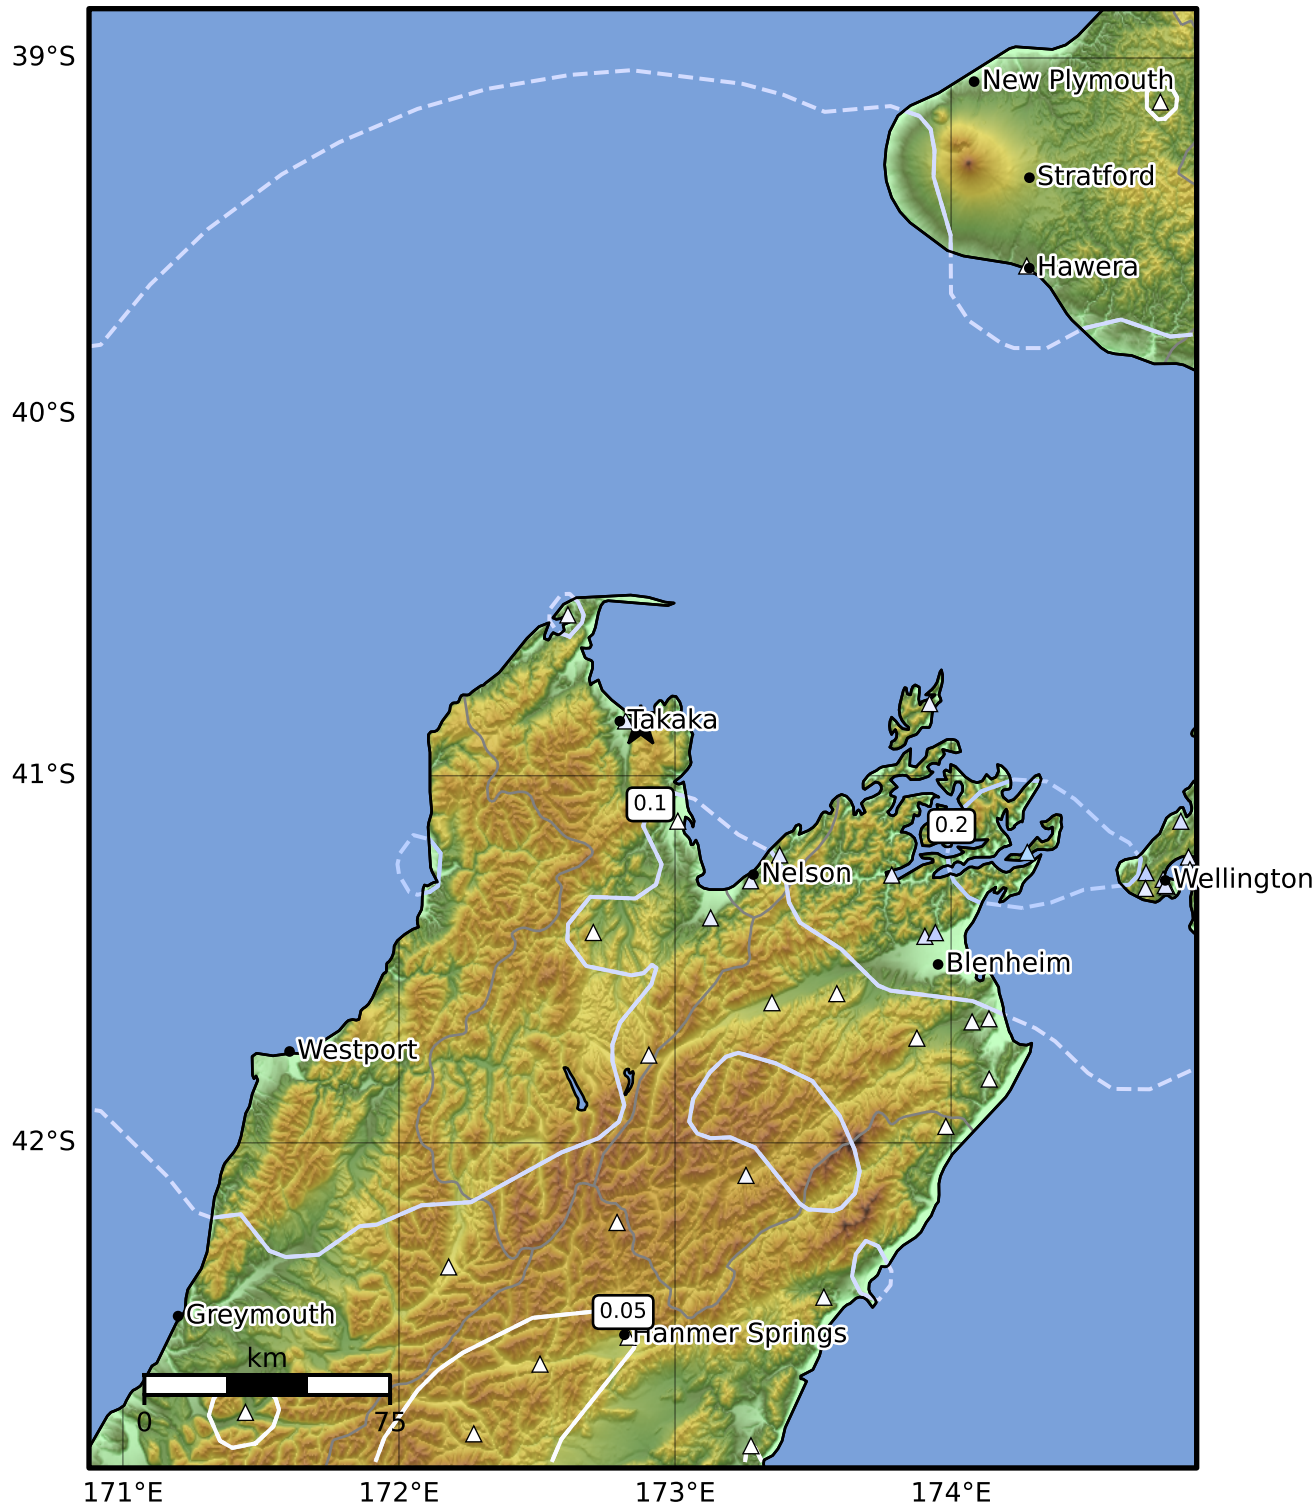 39°S
New Plymouth
Stratford
Hawera
40°S
Takaka
41°S
0.1
0.2
Nelson
Wellington
Blenheim
Westport
42°S
0.05
Greymouth
Hanmer Springs
km
0
75
171°E
172°E
173°E
174°E